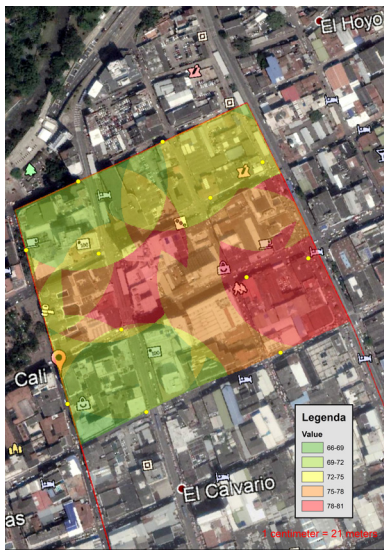 El Hoyo
Cali
Legenda
Value
66-69
69-72
72-75
75-78
78-81
El Calvario
as
1 centimeter = 21 meters